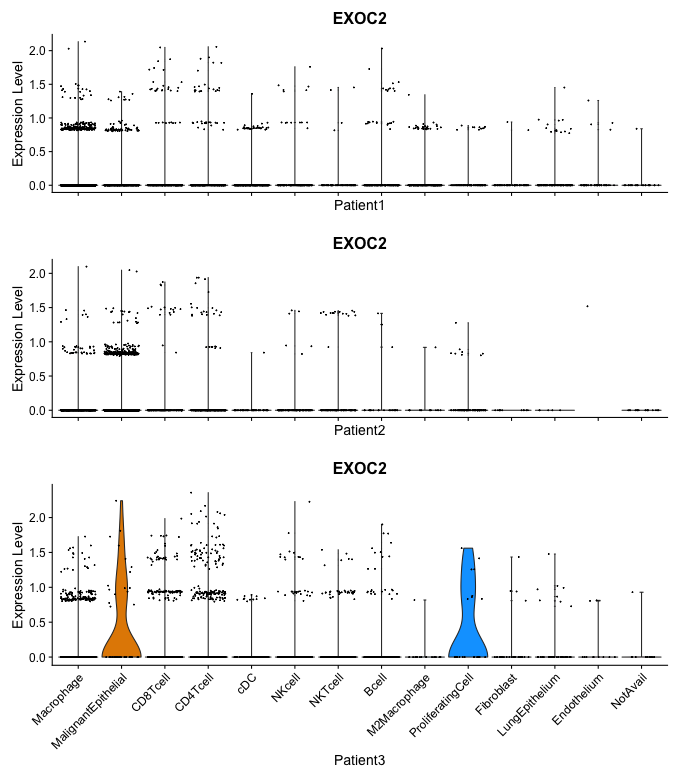 EXOC2
Expression Level
2.0
1.5
1.0
0.5
0.0
Patient1
EXOC2
Expression Level
2.0
1.5
1.0
0.5
0.0
Patient2
EXOC2
Expression Level
2.0
1.5
1.0
0.5
0.0
Macrophage
MalignantEpithelial
CD8Tcell
CD4Tcell
cDC
NKcell
NKTcell
Bcell
M2Macrophage
ProliferatingCell
Fibroblast
LungEpithelium
Endothelium
NotAvail
Patient3